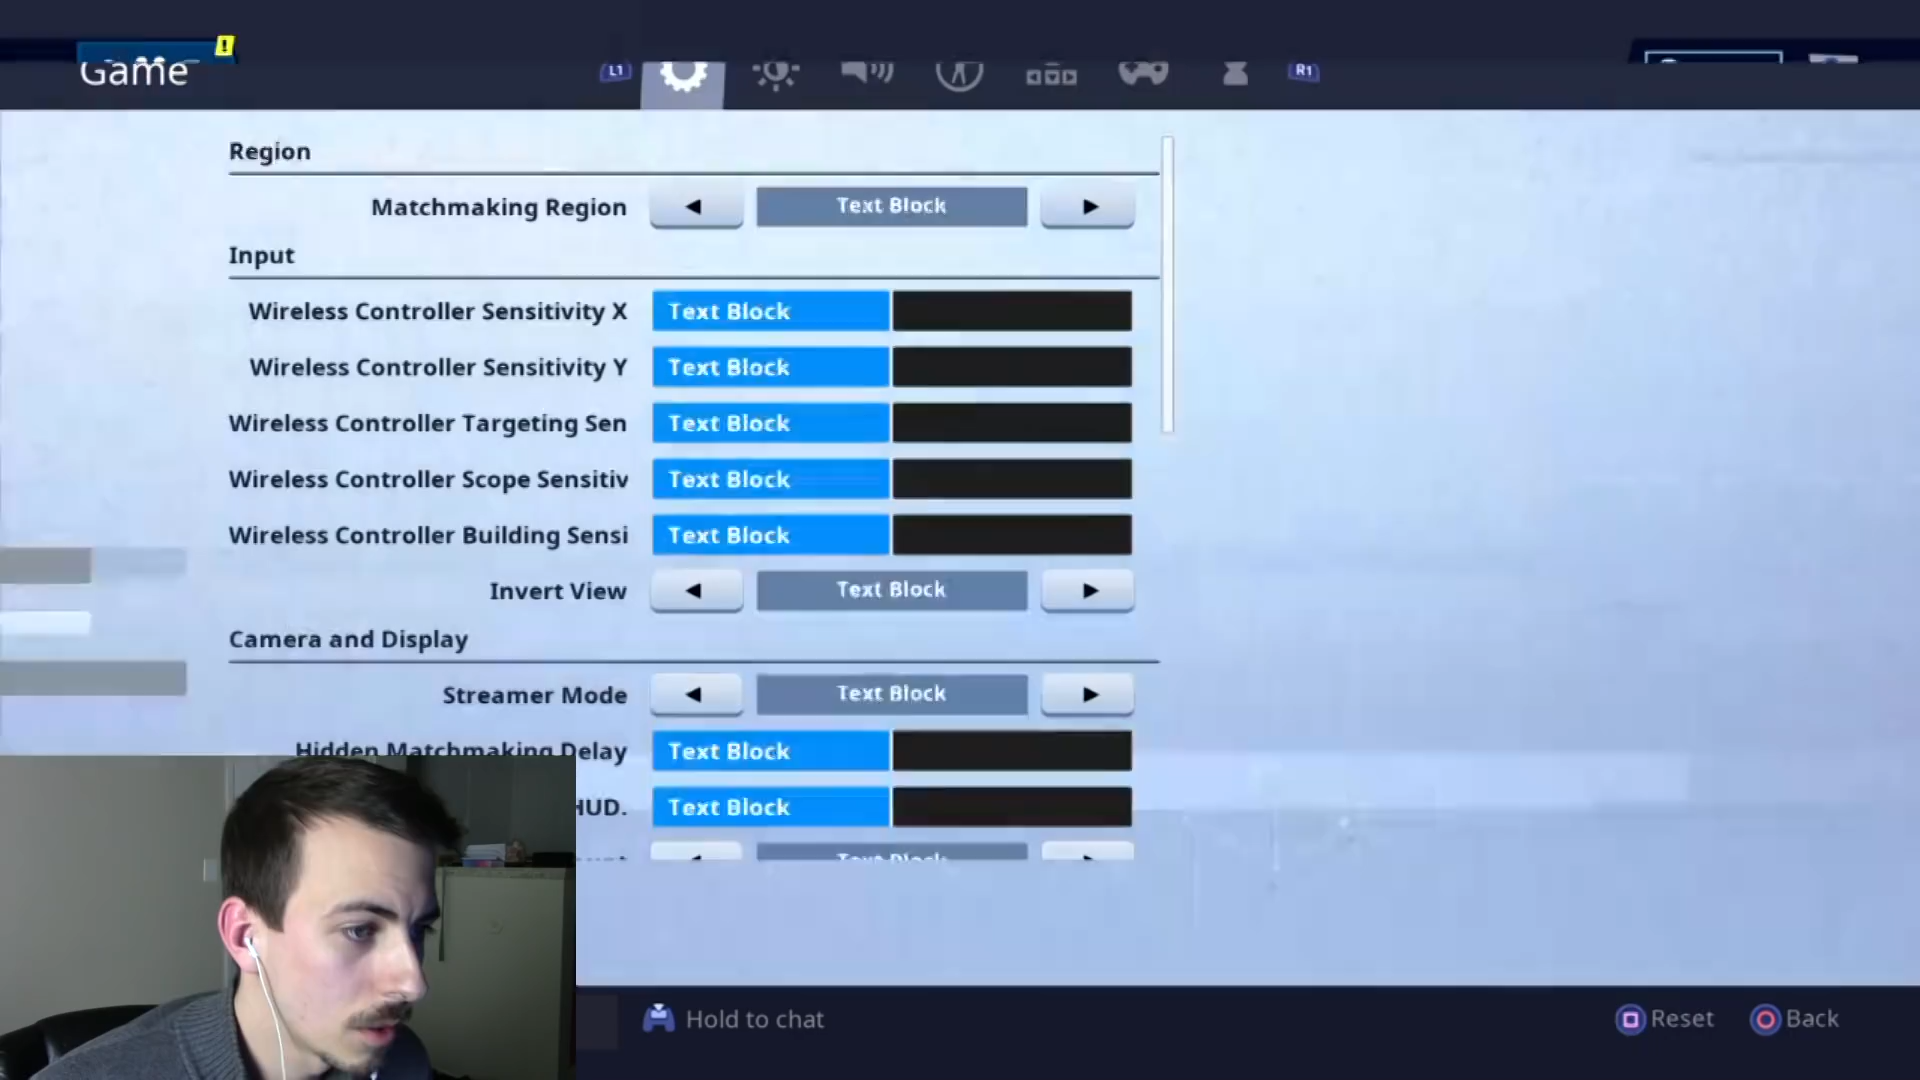 !
Game
L1
R1
Region
Matchmaking Region
Text Block
Input
Wireless Controller Sensitivity X
Text Block
Wireless Controller Sensitivity Y
Text Block
Wireless Controller Targeting Sen
Text Block
Wireless Controller Scope Sensitiv
Text Block
Wireless Controller Building Sensi
Text Block
Invert View
Text Block
Camera and Display
Streamer Mode
Text Block
Hidden Matchmaking Delay
Text Block
HUD.
Text Block
Text Block
Hold to chat
Reset
Back